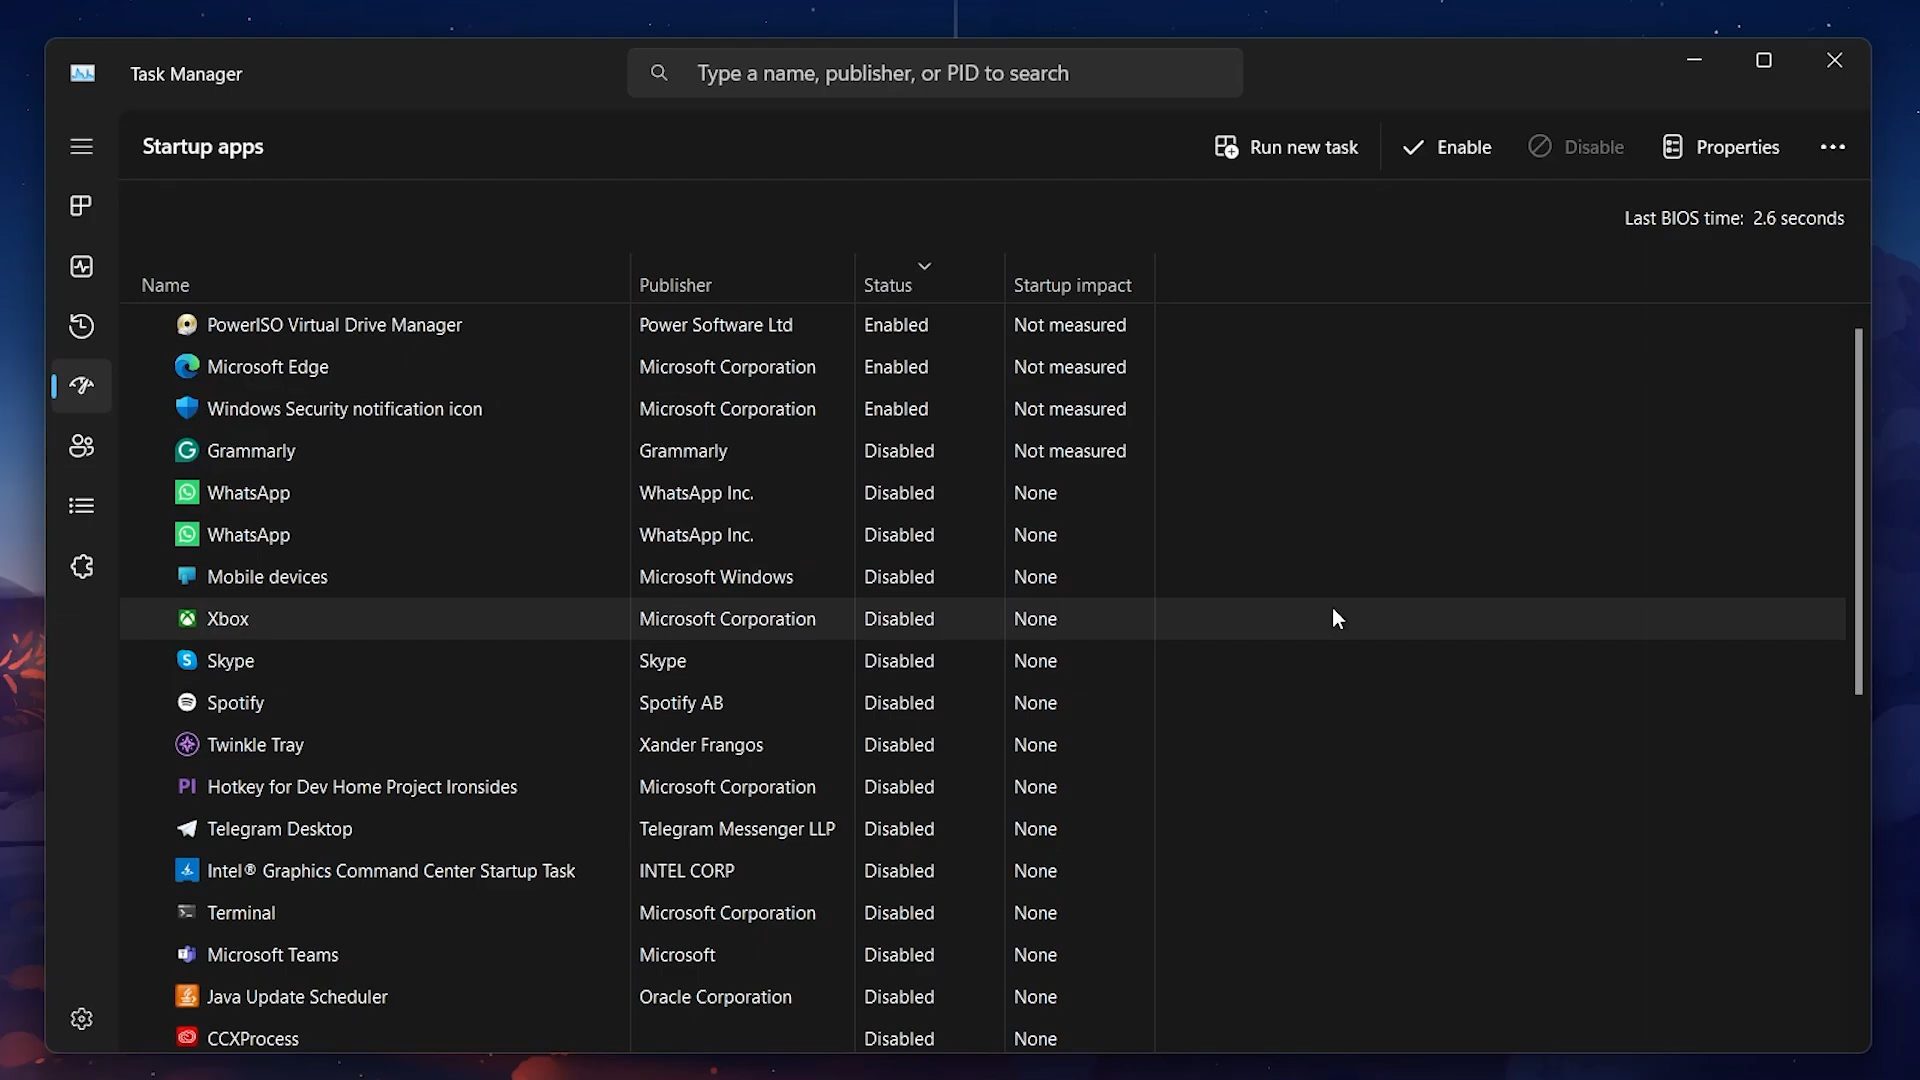 Task Manager
Type a name, publisher, or PID to search
Startup apps
Run new task
Enable
Disable
Properties
Last BIOS time: 2.6 seconds
Name Publisher Status Startup impact
PowerISO Virtual Drive Manager Power Software Ltd Enabled Not measured
Microsoft Edge Microsoft Corporation Enabled Not measured
Windows Security notification icon Microsoft Corporation Enabled Not measured
Grammarly Grammarly Disabled Not measured
WhatsApp WhatsApp Inc. Disabled None
WhatsApp WhatsApp Inc. Disabled None
Mobile devices Microsoft Windows Disabled None
Xbox Microsoft Corporation Disabled None
Skype Skype Disabled None
Spotify Spotify AB Disabled None
Twinkle Tray Xander Frangos Disabled None
PI Hotkey for Dev Home Project Ironsides Microsoft Corporation Disabled None
Telegram Desktop Telegram Messenger LLP Disabled None
Intel® Graphics Command Center Startup Task INTEL CORP Disabled None
Terminal Microsoft Corporation Disabled None
Microsoft Teams Microsoft Disabled None
Java Update Scheduler Oracle Corporation Disabled None
CCXProcess Disabled None